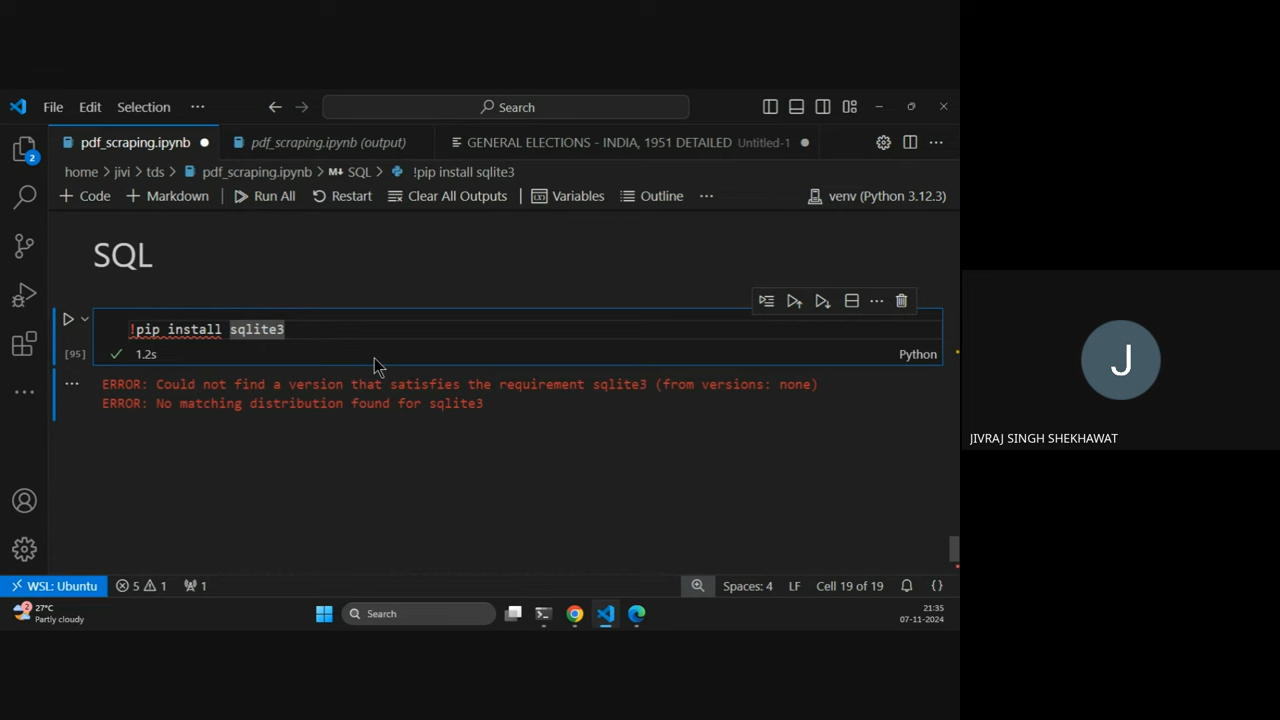 File Edit Selection ··· Search
pdf_scraping.ipynb pdf_scraping.ipynb (output) GENERAL ELECTIONS - INDIA, 1951 DETAILED Untitled-1 ···
home > jivi > tds > pdf_scraping.ipynb > M↓ SQL > !pip install sqlite3
+ Code + Markdown Run All Restart Clear All Outputs Variables Outline ··· venv (Python 3.12.3)
SQL
!pip install sqlite3
[95] 1.2s Python
ERROR: Could not find a version that satisfies the requirement sqlite3 (from versions: none)
ERROR: No matching distribution found for sqlite3
2
J
JIVRAJ SINGH SHEKHAWAT
WSL: Ubuntu 5 1 1 Spaces: 4 LF Cell 19 of 19 {}
2 27°C
Partly cloudy
Search
21:35
07-11-2024